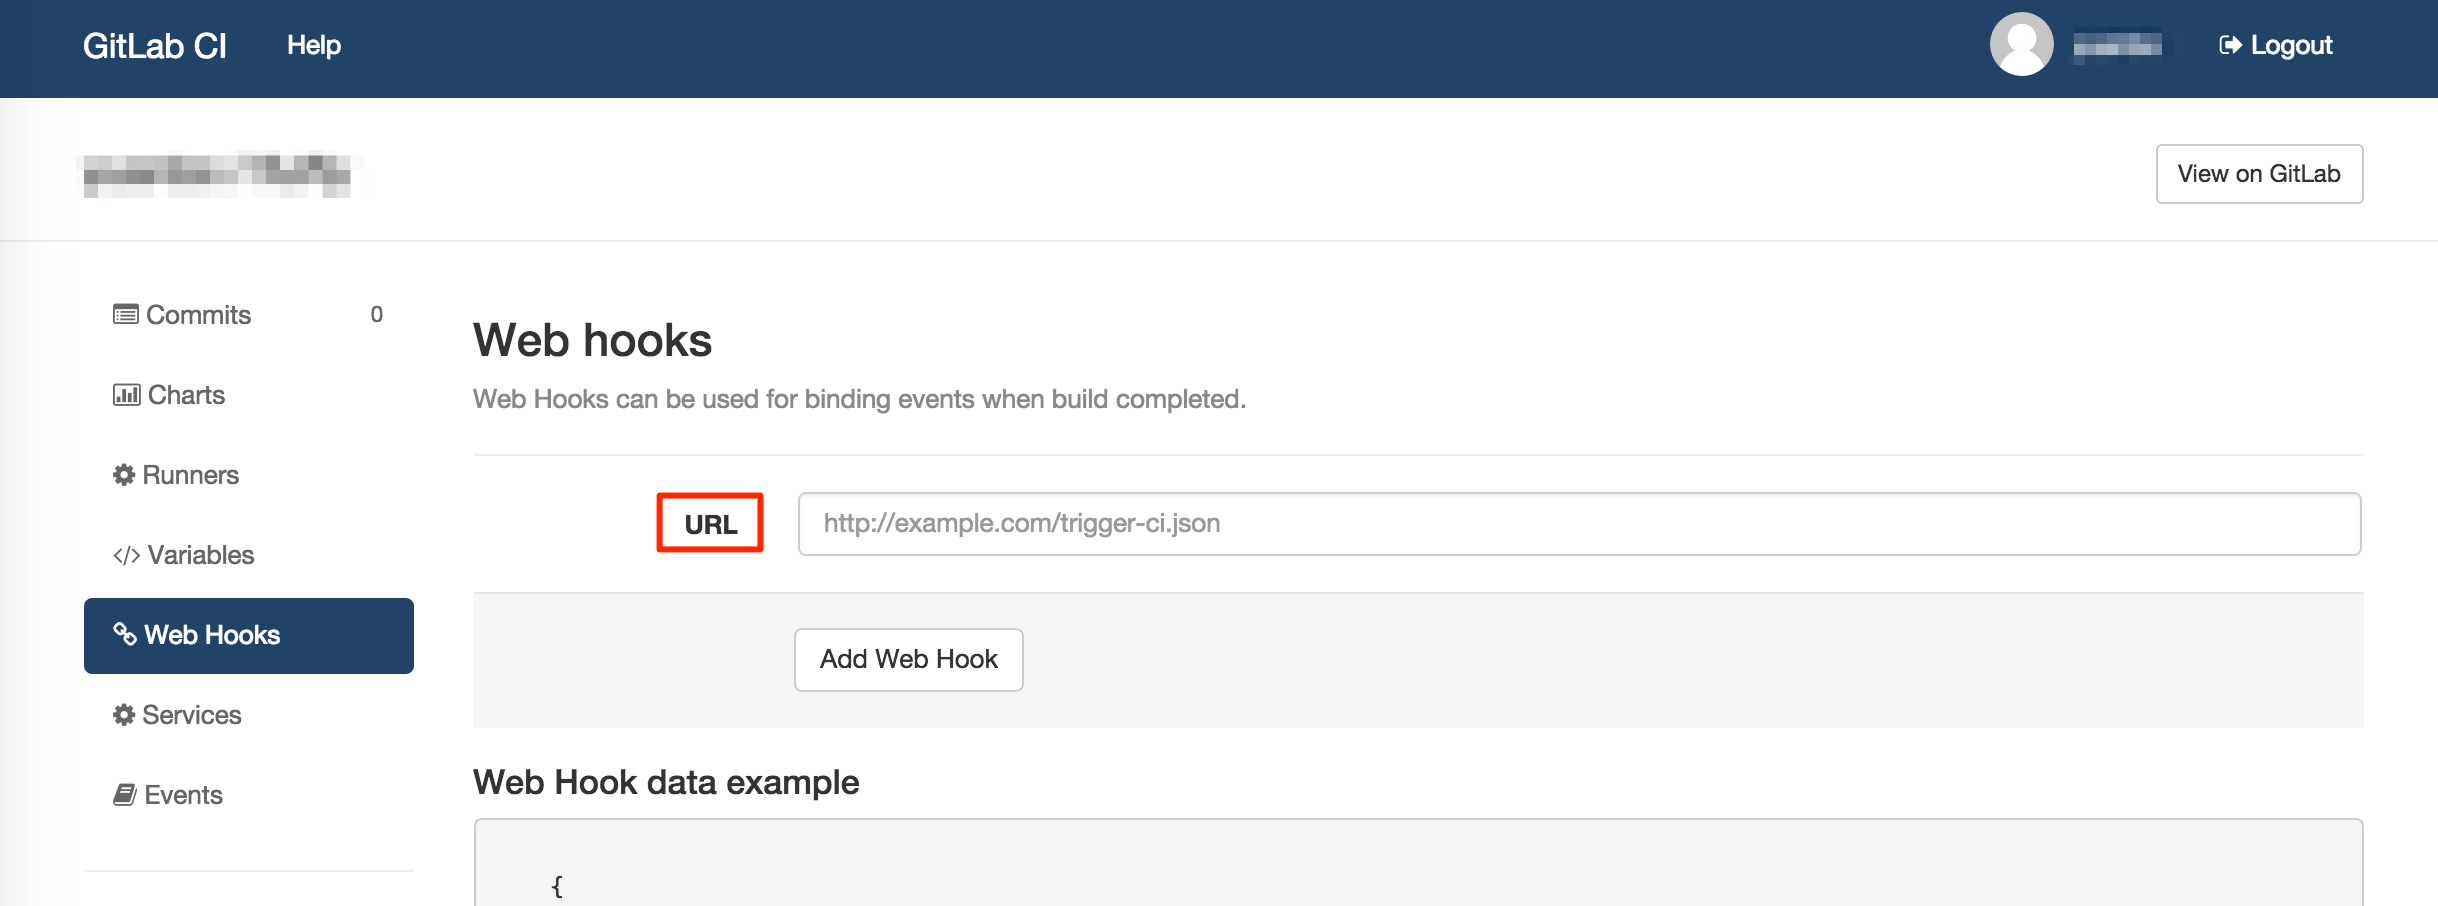 GitLab CI Help Logout
View on GitLab
Commits 0
Charts
Runners
Variables
Web Hooks
Services
Events
Web hooks
Web Hooks can be used for binding events when build completed.
URL http://example.com/trigger-ci.json
Add Web Hook
Web Hook data example
{